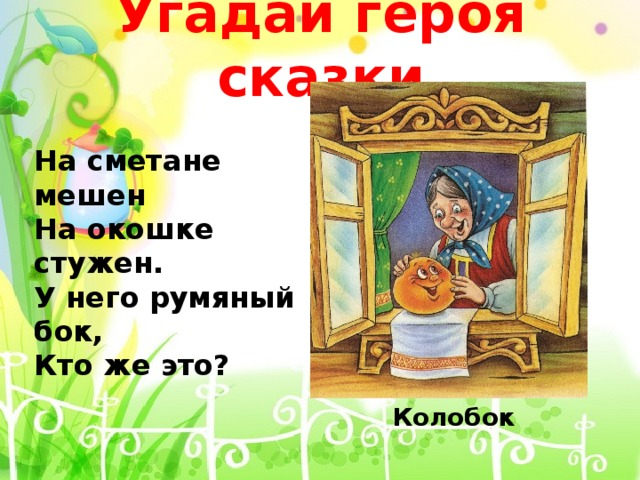 Угадай героя
сказки
На сметане
мешен
На окошке
стужен.
У него румяный
бок,
Кто же это?
Колобок